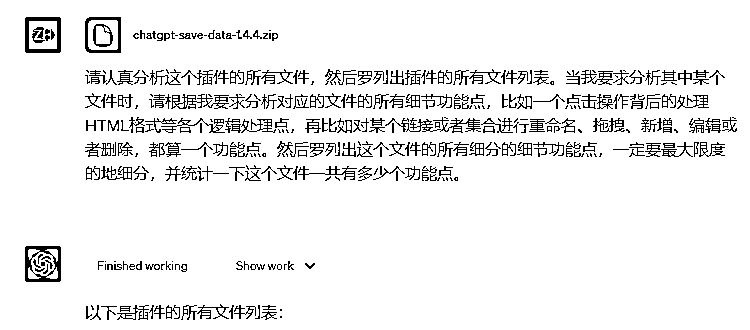 chatgpt-save-data-1.4.4.zip
请认真分析这个插件的所有文件，然后罗列出插件的所有文件列表。当我要求分析其中某个
文件时，请根据我要求分析对应的文件的所有细节功能点，比如一个点击操作背后的处理
HTML格式等各个逻辑处理点，再比如对某个链接或者集合进行重命名、拖拽、新增、编辑或
者删除，都算一个功能点。然后罗列出这个文件的所有细分的细节功能点，一定要最大限度
的地细分，并统计一下这个文件一共有多少个功能点。
Finished working Show work
以下是插件的所有文件列表：